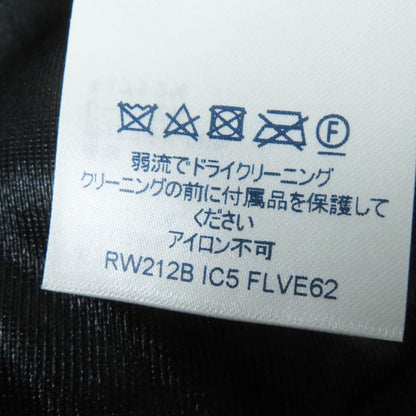 F
弱流でドライクリーニング
クリーニングの前に付属品を保護して
ください
アイロン不可
RW212B IC5 FLVE62